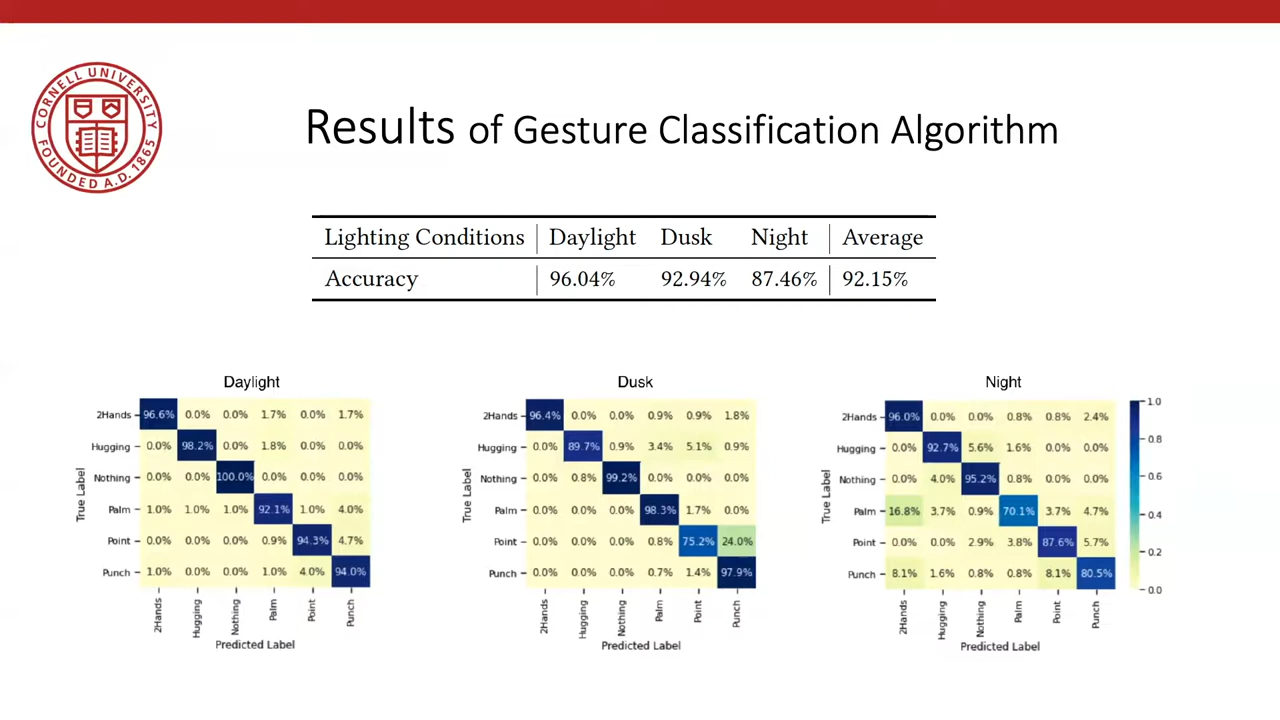 CORNELL UNIVERSITY
FOUNDED A.D. 1865
Results of Gesture Classification Algorithm
Lighting Conditions Daylight Dusk Night Average
Accuracy 96.04% 92.94% 87.46% 92.15%
Daylight
True Label
2Hands 96.6% 0.0% 0.0% 1.7% 0.0% 1.7%
Hugging 0.0% 98.2% 0.0% 1.8% 0.0% 0.0%
Nothing 0.0% 0.0% 100.0% 0.0% 0.0% 0.0%
Palm 1.0% 1.0% 1.0% 92.1% 1.0% 4.0%
Point 0.0% 0.0% 0.0% 0.9% 94.3% 4.7%
Punch 1.0% 0.0% 0.0% 1.0% 4.0% 94.0%
2Hands Hugging Nothing Palm Point Punch
Predicted Label
Dusk
True Label
2Hands 96.4% 0.0% 0.0% 0.9% 0.9% 1.8%
Hugging 0.0% 89.7% 0.9% 3.4% 5.1% 0.9%
Nothing 0.0% 0.8% 99.2% 0.0% 0.0% 0.0%
Palm 0.0% 0.0% 0.0% 98.3% 1.7% 0.0%
Point 0.0% 0.0% 0.0% 0.8% 75.2% 24.0%
Punch 0.0% 0.0% 0.0% 0.7% 1.4% 97.9%
2Hands Hugging Nothing Palm Point Punch
Predicted Label
Night
True Label
2Hands 96.0% 0.0% 0.0% 0.8% 0.8% 2.4%
Hugging 0.0% 92.7% 5.6% 1.6% 0.0% 0.0%
Nothing 0.0% 4.0% 95.2% 0.8% 0.0% 0.0%
Palm 16.8% 3.7% 0.9% 70.1% 3.7% 4.7%
Point 0.0% 0.0% 2.9% 3.8% 87.6% 5.7%
Punch 8.1% 1.6% 0.8% 0.8% 8.1% 80.5%
2Hands Hugging Nothing Palm Point Punch
Predicted Label
1.0
0.8
0.6
0.4
0.2
0.0